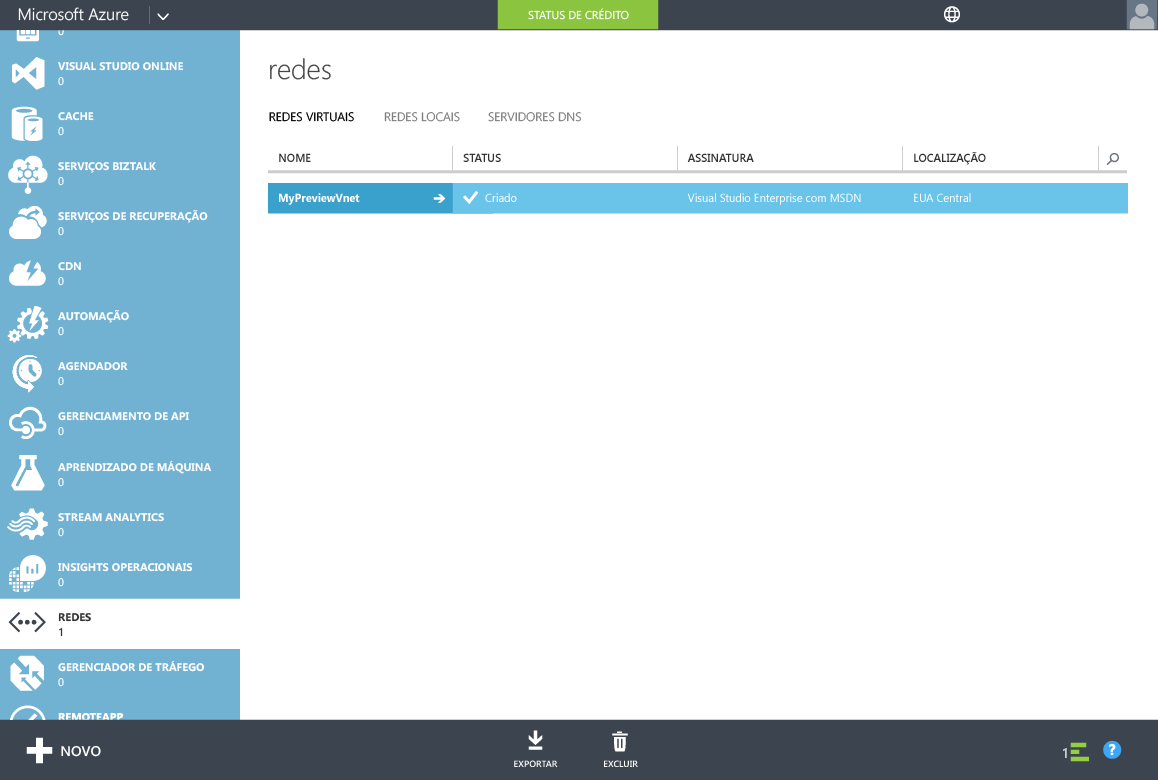 Microsoft Azure
STATUS DE CRÉDITO
0
VISUAL STUDIO ONLINE
0
CACHE
0
SERVIÇOS BIZTALK
0
SERVIÇOS DE RECUPERAÇÃO
0
CDN
0
AUTOMAÇÃO
0
AGENDADOR
0
GERENCIAMENTO DE API
0
APRENDIZADO DE MÁQUINA
0
STREAM ANALYTICS
0
INSIGHTS OPERACIONAIS
0
REDES
1
GERENCIADOR DE TRÁFEGO
0
REMOTEAPP
redes
REDES VIRTUAIS REDES LOCAIS SERVIDORES DNS
NOME STATUS ASSINATURA LOCALIZAÇÃO
MyPreviewVnet Criado Visual Studio Enterprise com MSDN EUA Central
NOVO EXPORTAR EXCLUIR 1 ?